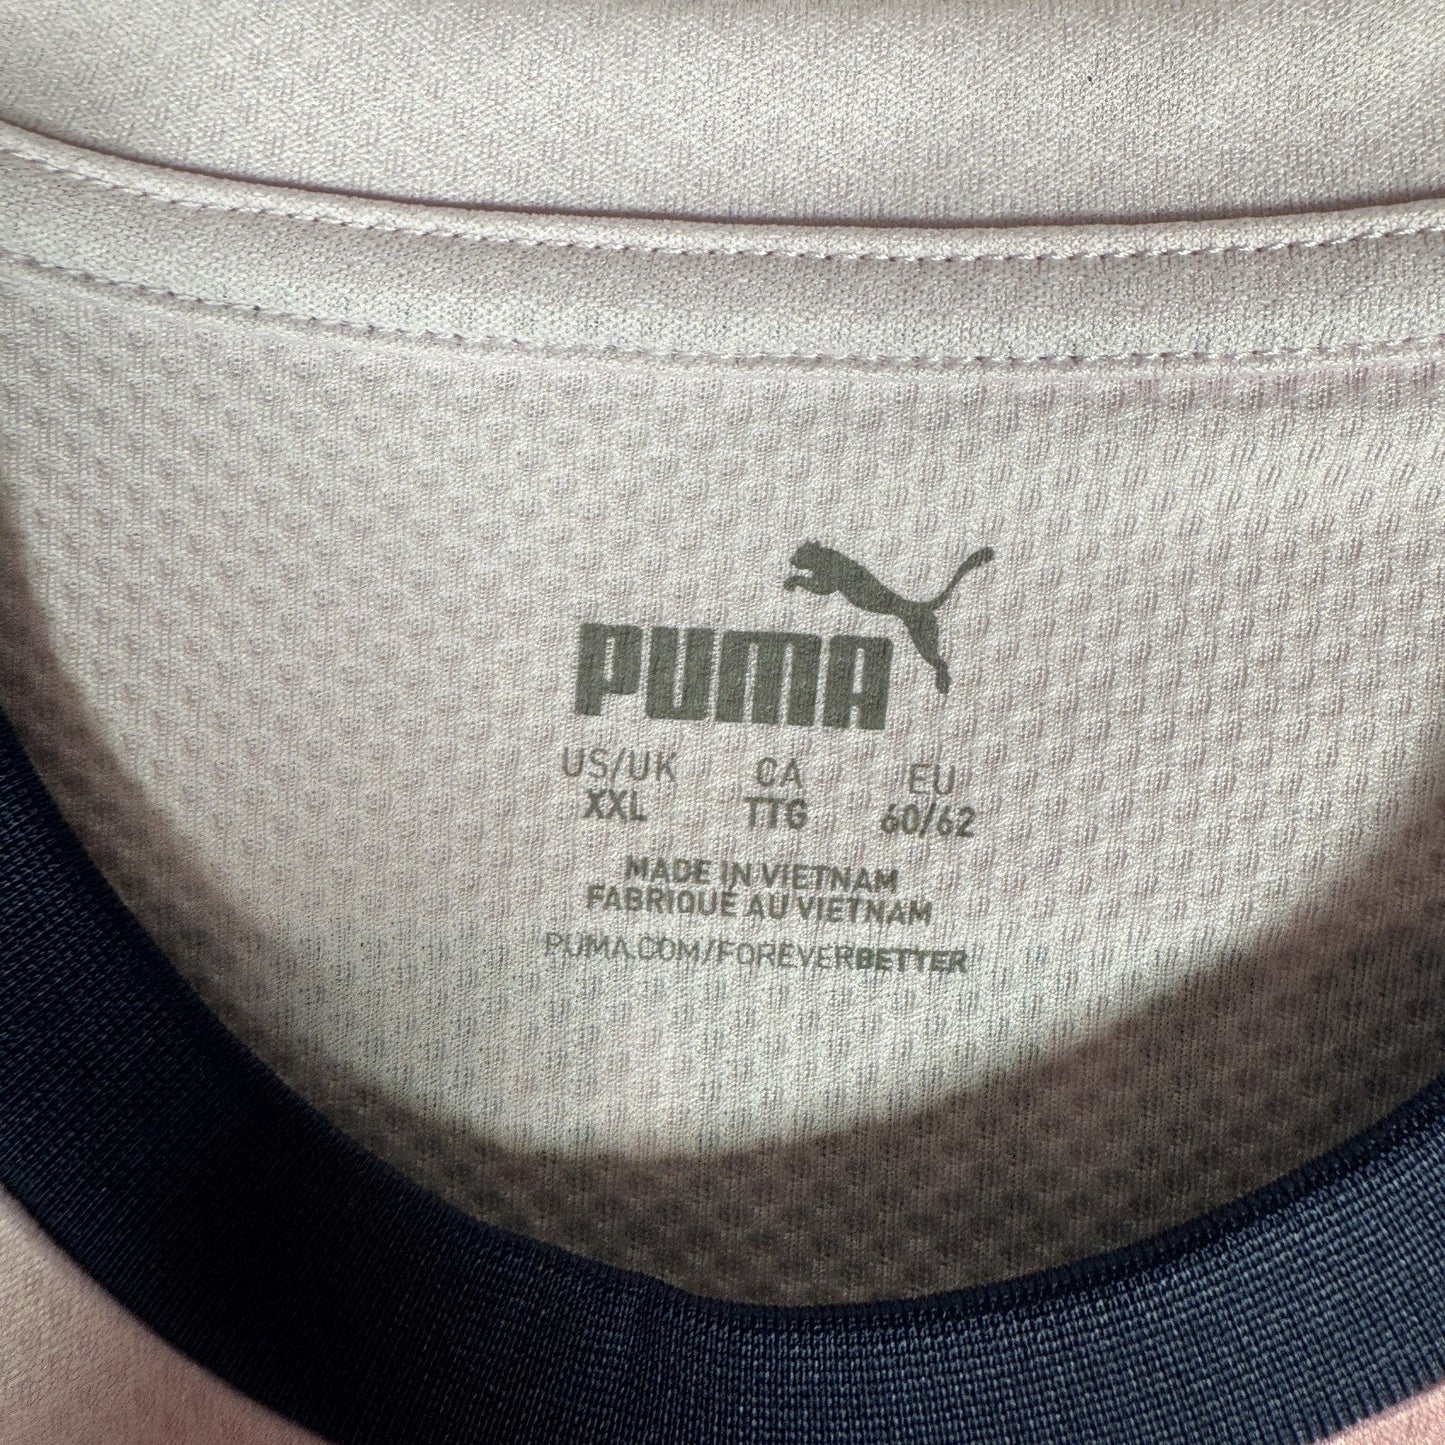 PUMA
US/UK CA EU
XXL TTG 60/62
MADE IN VIETNAM
FABRIQUÉ AU VIETNAM
PUMA.COM/FOREVERBETTER